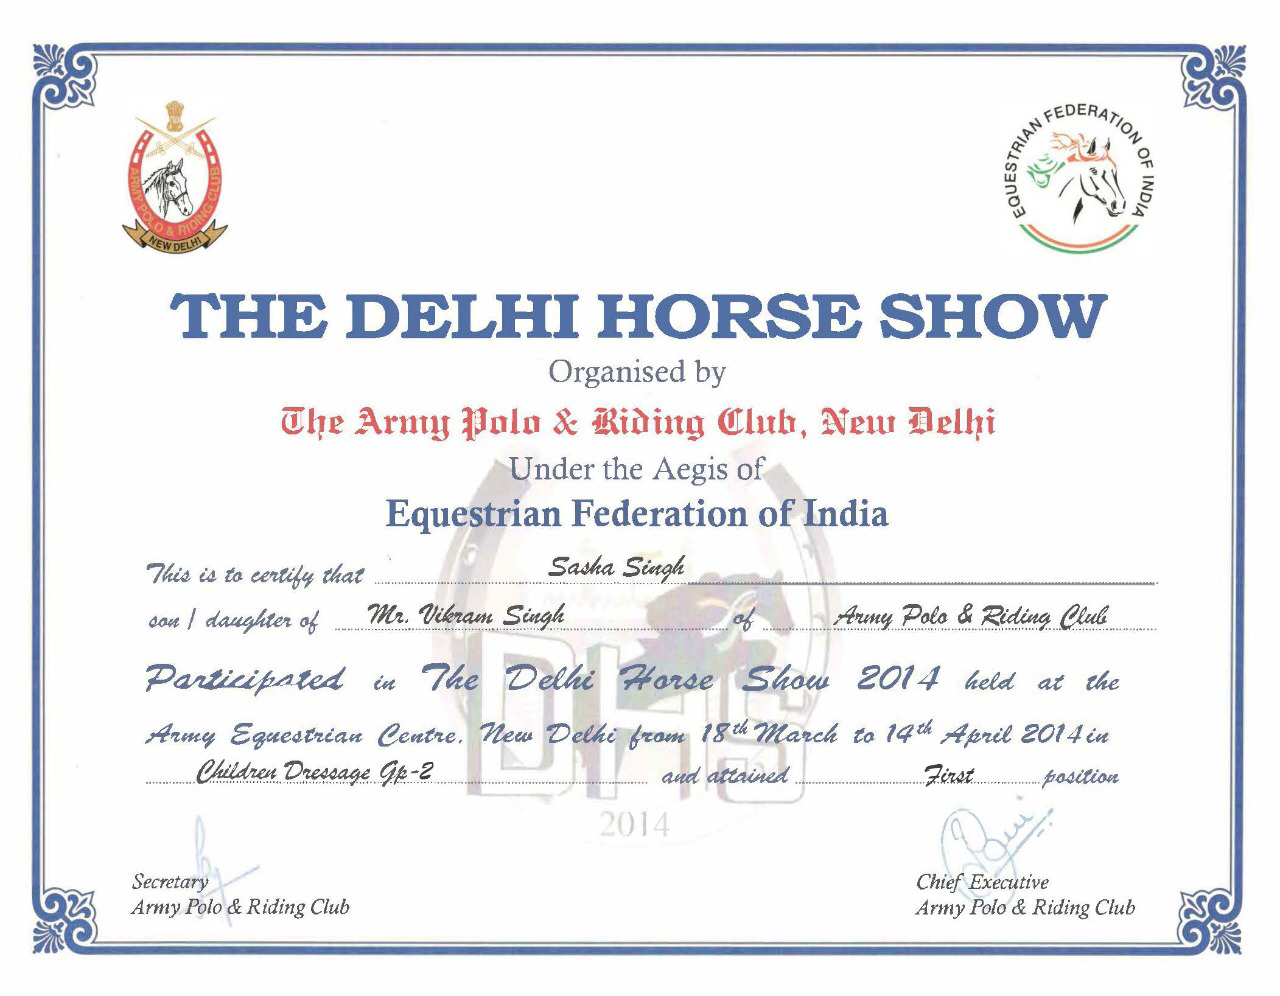 ARMY POLO & RIDING CLUB
NEW DELHI
EQUESTRIAN FEDERATION OF INDIA
THE DELHI HORSE SHOW
Organised by
The Army Polo & Riding Club, New Delhi
Under the Aegis of
Equestrian Federation of India
This is to certify that Sasha Singh
son / daughter of Mr. Vikram Singh of Army Polo & Riding Club
Participated in The Delhi Horse Show 2014 held at the
Army Equestrian Centre, New Delhi from 18th March to 14th April 2014 in
Children Dressage Gp-2 and attained First position
DHS
2014
Secretary
Army Polo & Riding Club
Chief Executive
Army Polo & Riding Club